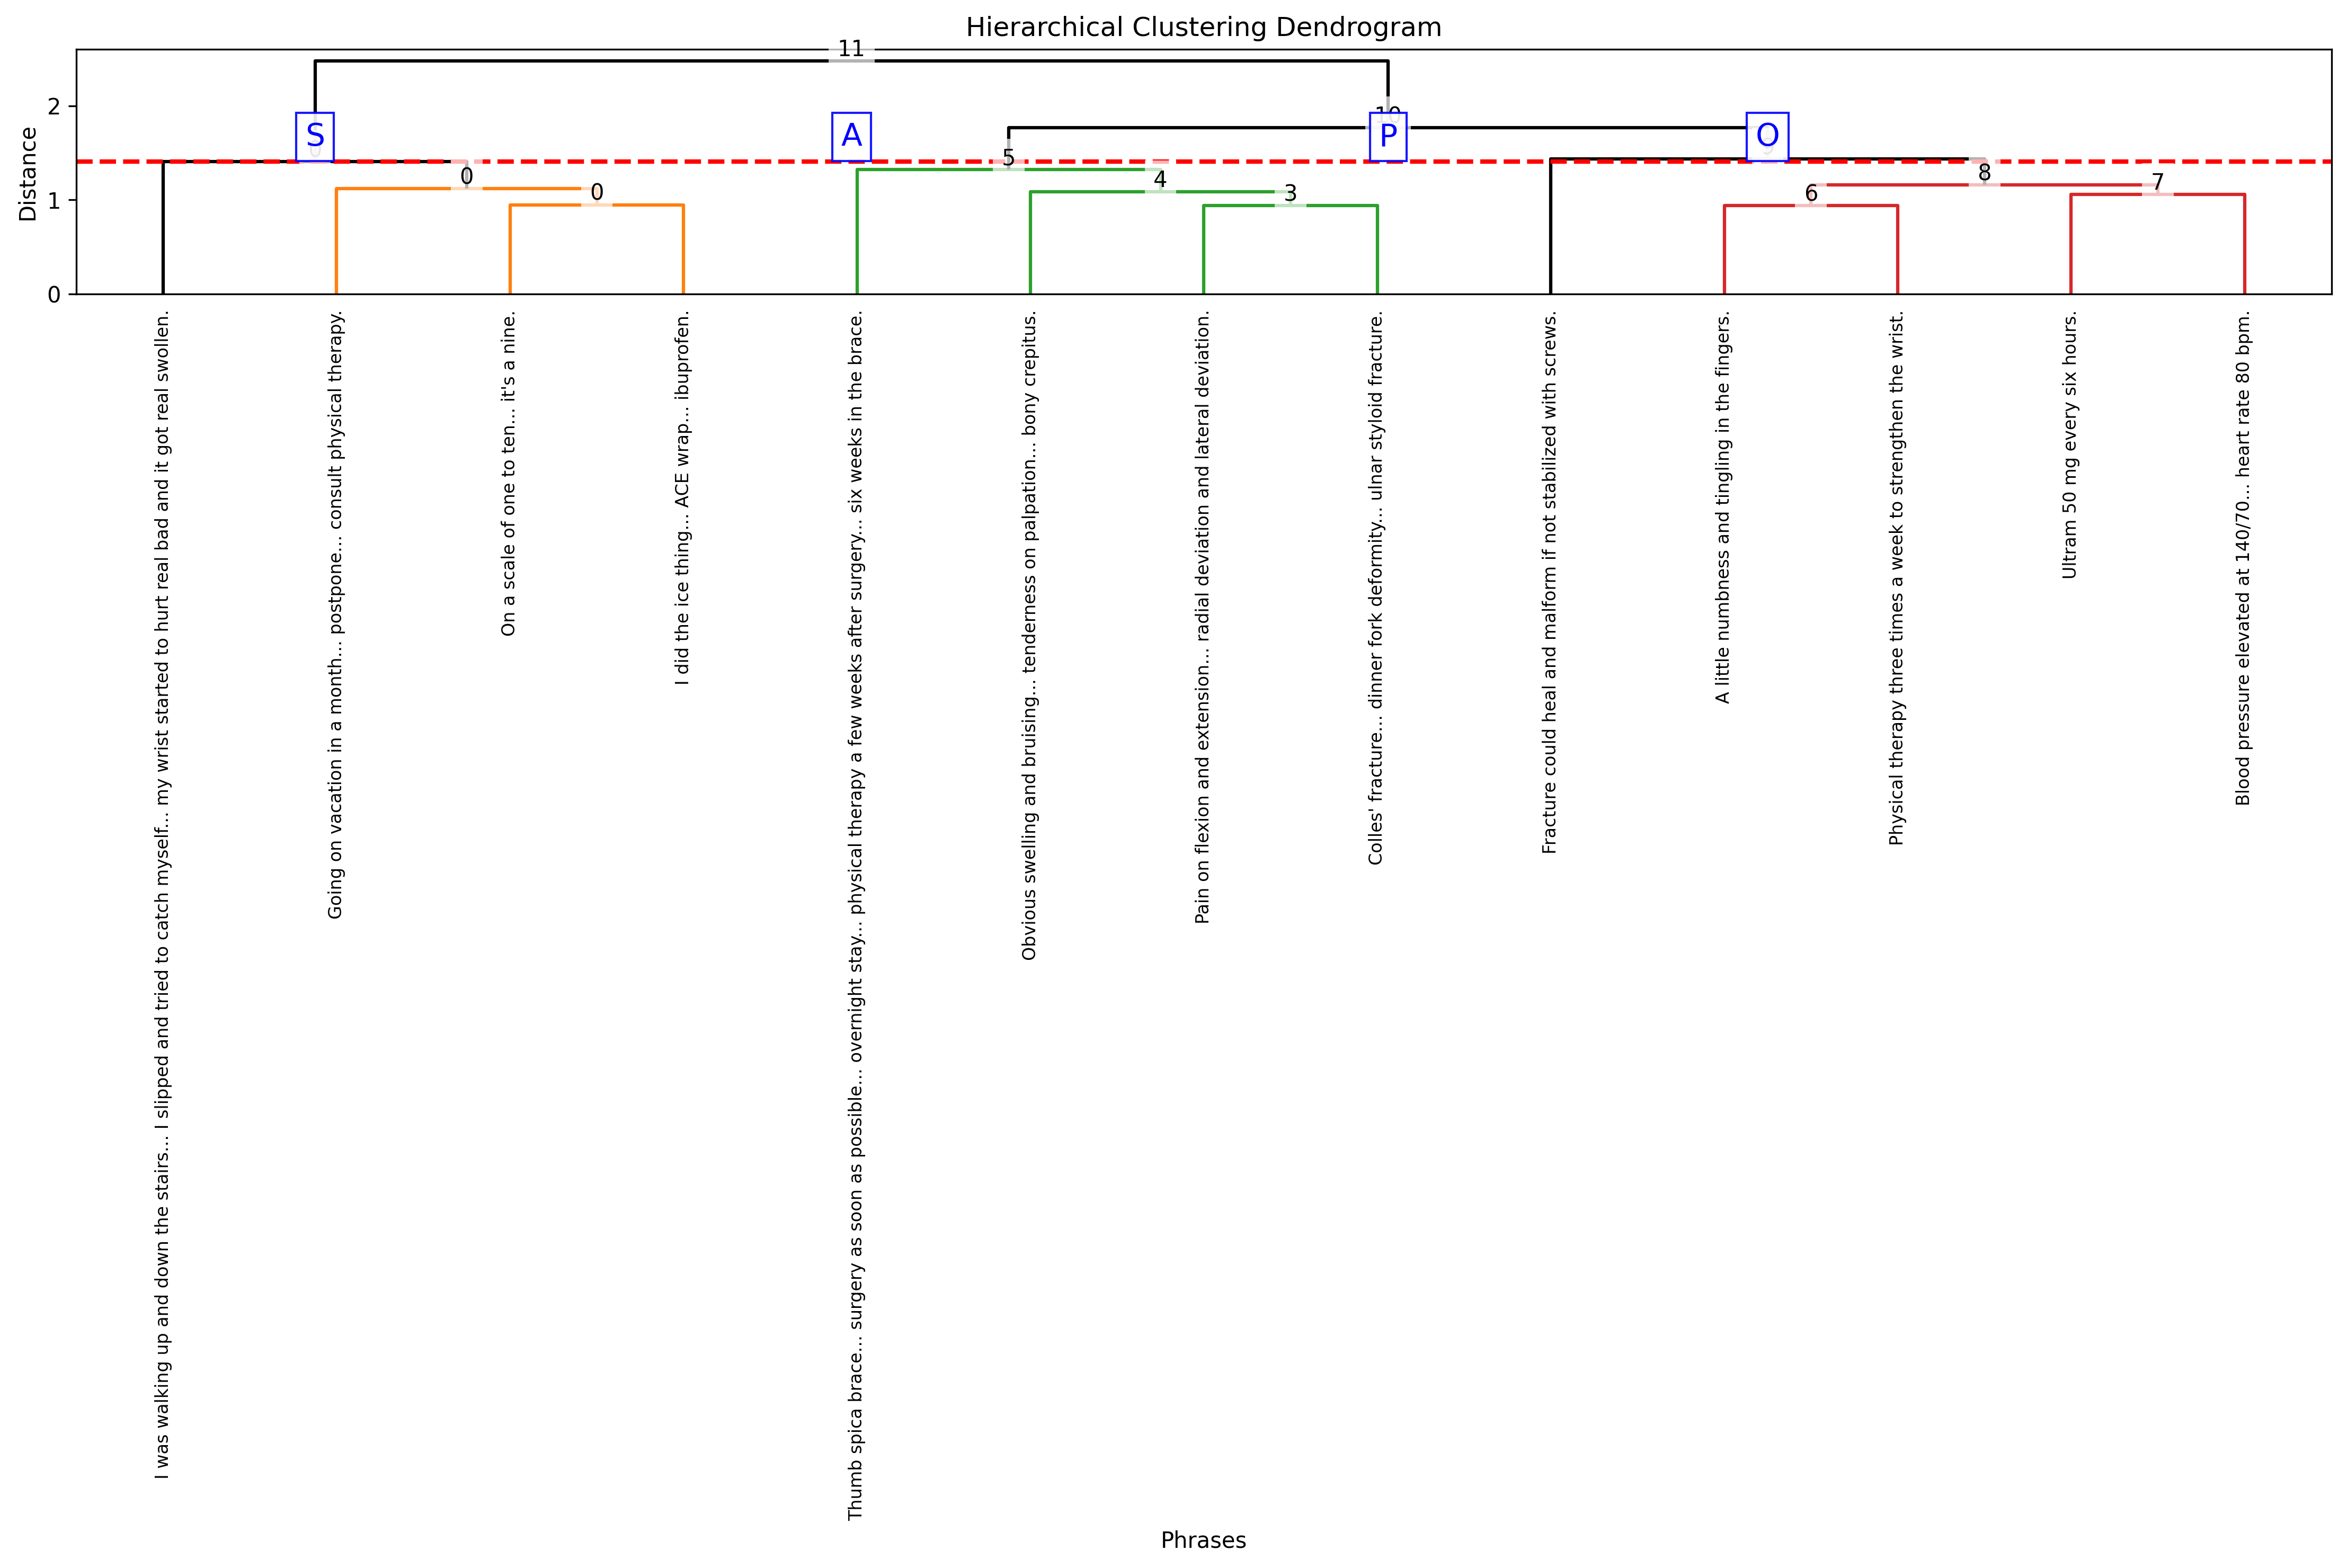 Hierarchical Clustering Dendrogram
11
10
S
A
P
O
0
5
0
0
4
3
8
6
7
Distance
2
1
0
I was walking up and down the stairs... I slipped and tried to catch myself... my wrist started to hurt real bad and it got real swollen.
Going on vacation in a month... postpone... consult physical therapy.
On a scale of one to ten... it's a nine.
I did the ice thing... ACE wrap... ibuprofen.
Thumb spica brace... surgery as soon as possible... overnight stay... physical therapy a few weeks after surgery... six weeks in the brace.
Obvious swelling and bruising... tenderness on palpation... bony crepitus.
Pain on flexion and extension... radial deviation and lateral deviation.
Colles' fracture... dinner fork deformity... ulnar styloid fracture.
Fracture could heal and malform if not stabilized with screws.
A little numbness and tingling in the fingers.
Physical therapy three times a week to strengthen the wrist.
Ultram 50 mg every six hours.
Blood pressure elevated at 140/70... heart rate 80 bpm.
Phrases